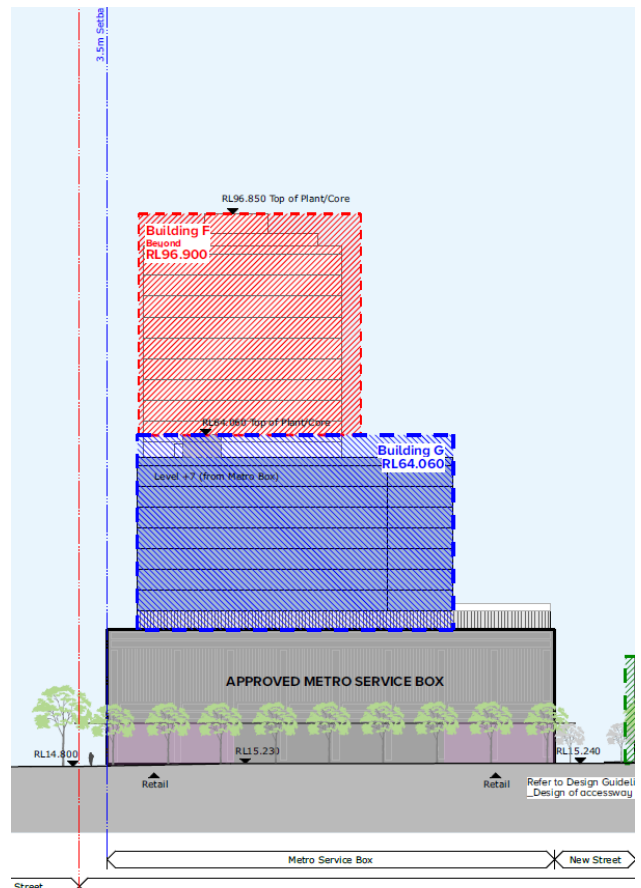 3.5m Setba
RL96.850 Top of Plant/Core
Building F
Beyond
RL96.900
RL64.060 Top of Plant/Core
Building G
RL64.060
Level +7 (from Metro Box)
APPROVED METRO SERVICE BOX
RL14.800
RL15.230
RL15.240
Retail
Retail
Refer to Design Guideli
_Design of accessway
Metro Service Box
New Street
Street